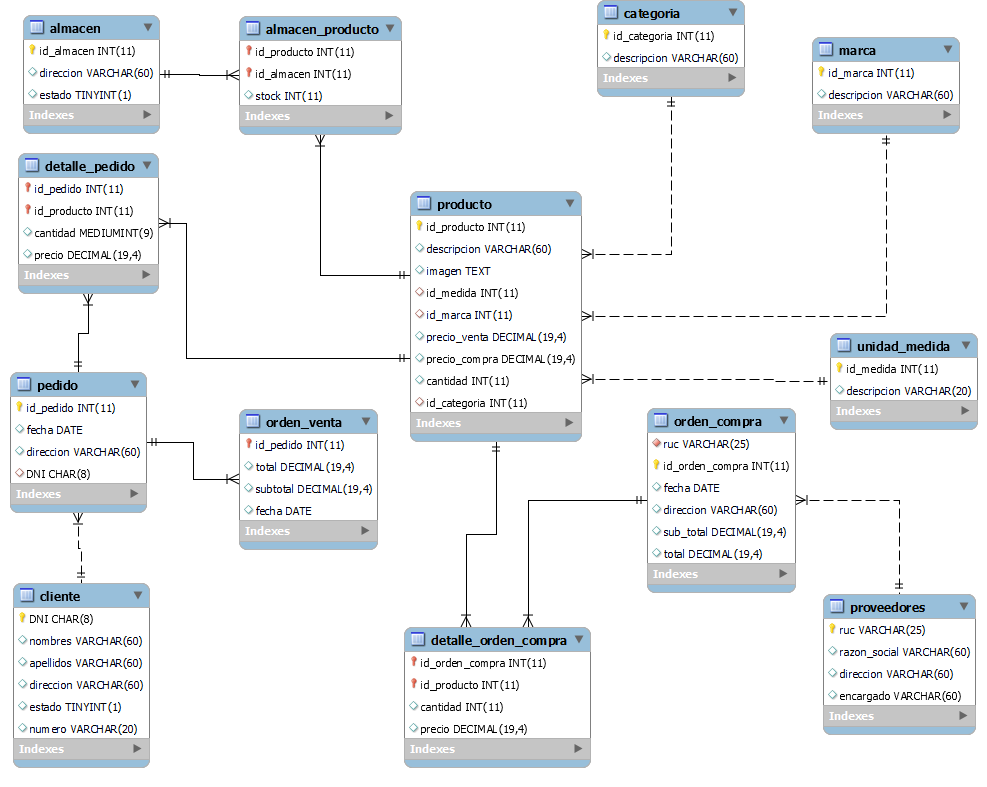 almacen
id_almacen INT(11)
direccion VARCHAR(60)
estado TINYINT(1)
Indexes
almacen_producto
id_producto INT(11)
id_almacen INT(11)
stock INT(11)
Indexes
categoria
id_categoria INT(11)
descripcion VARCHAR(60)
Indexes
marca
id_marca INT(11)
descripcion VARCHAR(60)
Indexes
detalle_pedido
id_pedido INT(11)
id_producto INT(11)
cantidad MEDIUMINT(9)
precio DECIMAL(19,4)
Indexes
producto
id_producto INT(11)
descripcion VARCHAR(60)
imagen TEXT
id_medida INT(11)
id_marca INT(11)
precio_venta DECIMAL(19,4)
precio_compra DECIMAL(19,4)
cantidad INT(11)
id_categoria INT(11)
Indexes
unidad_medida
id_medida INT(11)
descripcion VARCHAR(20)
Indexes
pedido
id_pedido INT(11)
fecha DATE
direccion VARCHAR(60)
DNI CHAR(8)
Indexes
orden_venta
id_pedido INT(11)
total DECIMAL(19,4)
subtotal DECIMAL(19,4)
fecha DATE
Indexes
orden_compra
ruc VARCHAR(25)
id_orden_compra INT(11)
fecha DATE
direccion VARCHAR(60)
sub_total DECIMAL(19,4)
total DECIMAL(19,4)
Indexes
cliente
DNI CHAR(8)
nombres VARCHAR(60)
apellidos VARCHAR(60)
direccion VARCHAR(60)
estado TINYINT(1)
numero VARCHAR(20)
Indexes
detalle_orden_compra
id_orden_compra INT(11)
id_producto INT(11)
cantidad INT(11)
precio DECIMAL(19,4)
Indexes
proveedores
ruc VARCHAR(25)
razon_social VARCHAR(60)
direccion VARCHAR(60)
encargado VARCHAR(60)
Indexes